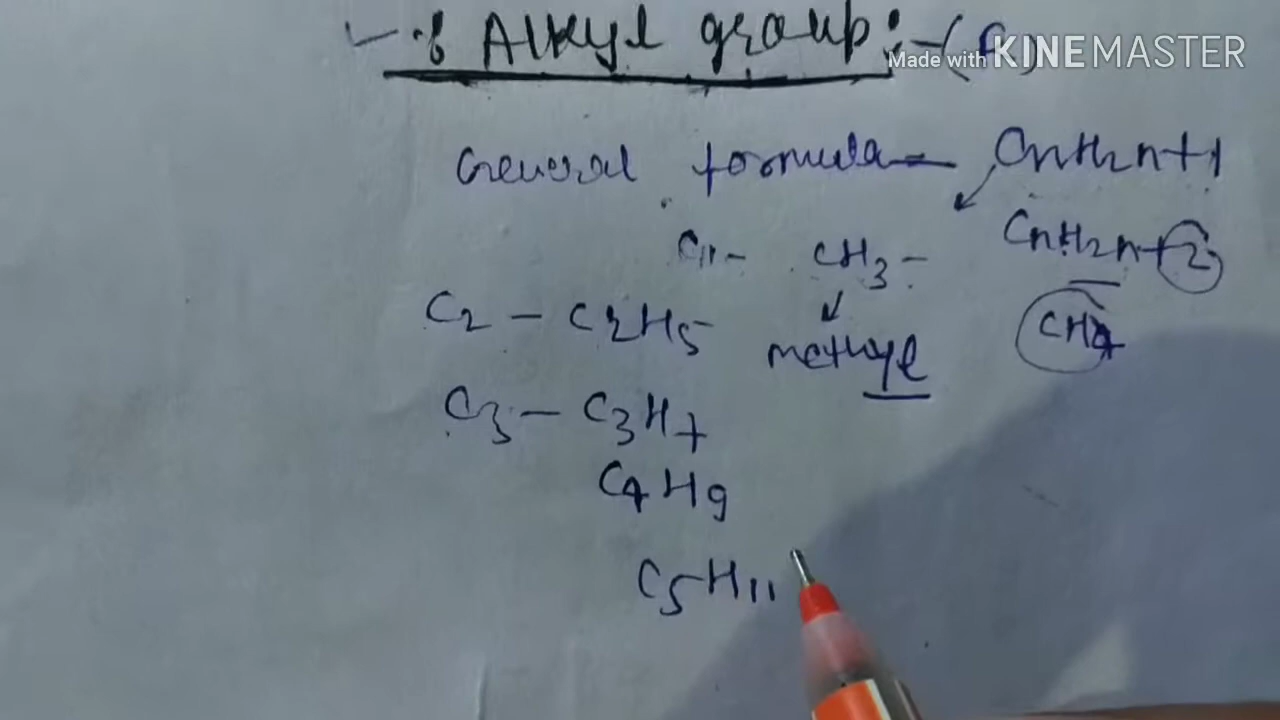 Alkyl group :- (R)
Made with KINEMASTER
General formula = CnH2n+1
C1 - CH3 - CnH2n+2
C2 - C2H5 methyl CH4
C3 - C3H7
C4H9
C5H11